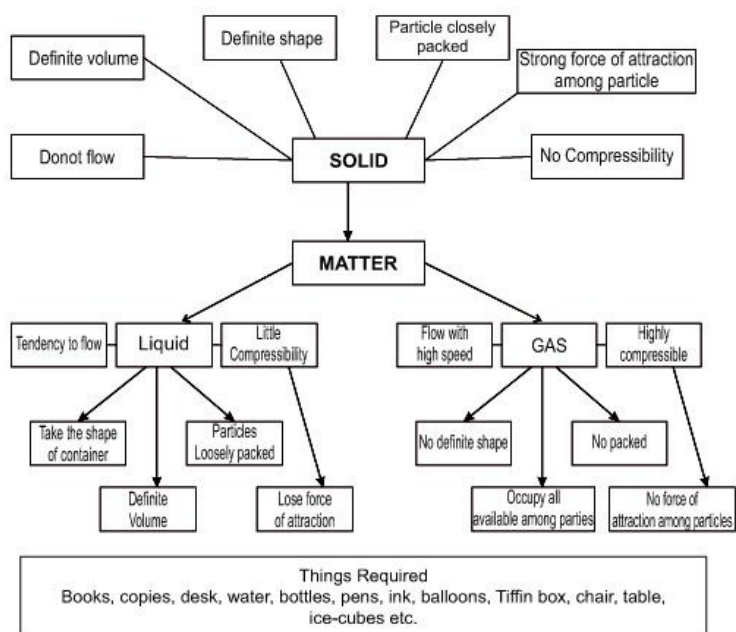 Definite volume
Definite shape
Particle closely
packed
Strong force of attraction
among particle
Donot flow
SOLID
No Compressibility
MATTER
Tendency to flow
Liquid
Little
Compressibility
Flow with
high speed
GAS
Highly
compressible
Take the shape
of container
Particles
Loosely packed
No definite shape
No packed
Definite
Volume
Lose force
of attraction
Occupy all
available among parties
No force of
attraction among particles
Things Required
Books, copies, desk, water, bottles, pens, ink, balloons, Tiffin box, chair, table,
ice-cubes etc.